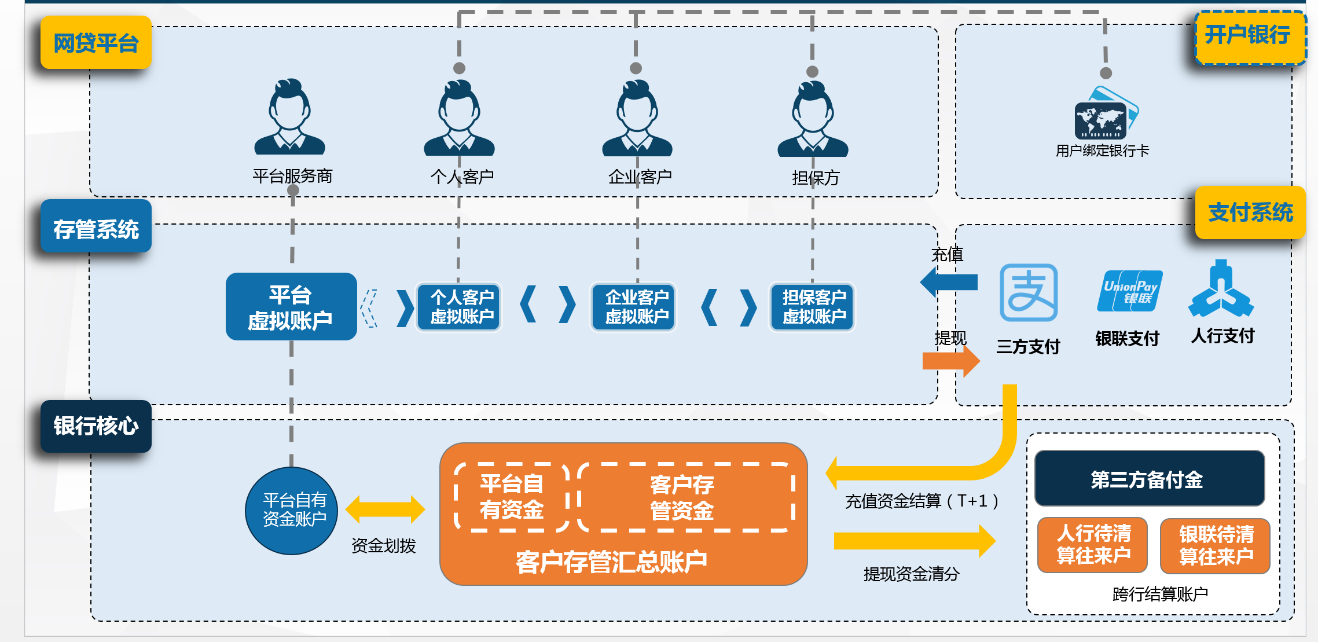 网贷平台
开户银行
平台服务商
个人客户
企业客户
担保方
用户绑定银行卡
存管系统
支付系统
充值
平台
虚拟账户
个人客户
虚拟账户
企业客户
虚拟账户
担保客户
虚拟账户
支
UnionPay
银联
提现
三方支付
银联支付
人行支付
银行核心
平台自有
资金账户
资金划拨
平台自
有资金
客户存
管资金
客户存管汇总账户
充值资金结算（T+1）
提现资金清分
第三方备付金
人行待清
算往来户
银联待清
算往来户
跨行结算账户